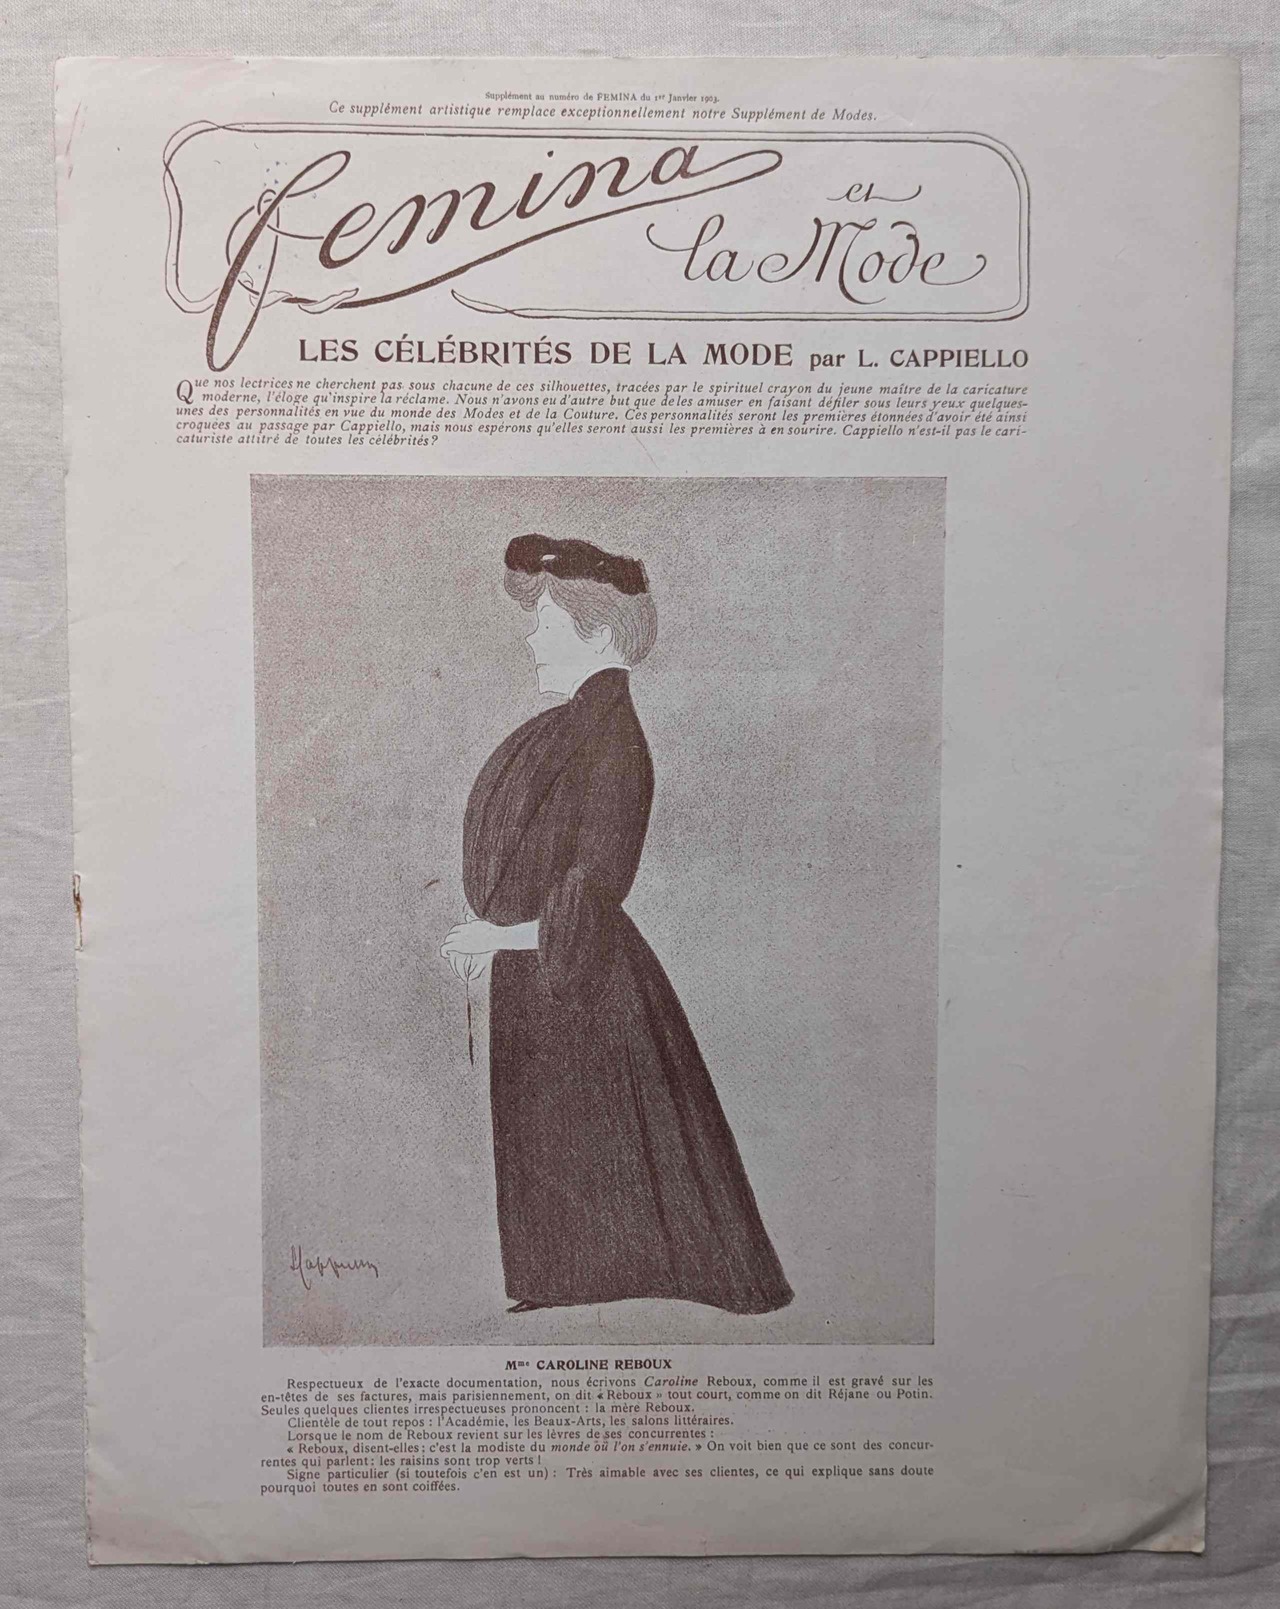 Supplément au numéro de FEMINA du 1er Janvier 1903.
Ce supplément artistique remplace exceptionnellement notre Supplément de Modes.
femina
et
la Mode
LES CÉLÉBRITÉS DE LA MODE par L. CAPPIELLO
Que nos lectrices ne cherchent pas sous chacune de ces silhouettes, tracées par le spirituel crayon du jeune maître de la caricature
moderne, l'éloge qu'inspire la réclame. Nous n'avons eu d'autre but que de les amuser en faisant défiler sous leurs yeux quelques-
unes des personnalités en vue du monde des Modes et de la Couture. Ces personnalités seront les premières étonnées d'avoir été ainsi
croquées au passage par Cappiello, mais nous espérons qu'elles seront aussi les premières à en sourire. Cappiello n'est-il pas le cari-
caturiste attitré de toutes les célébrités?
LCappiello
Mme CAROLINE REBOUX
Respectueux de l'exacte documentation, nous écrivons Caroline Reboux, comme il est gravé sur les
en-têtes de ses factures, mais parisiennement, on dit « Reboux » tout court, comme on dit Réjane ou Potin.
Seules quelques clientes irrespectueuses prononcent : la mère Reboux.
Clientèle de tout repos : l'Académie, les Beaux-Arts, les salons littéraires.
Lorsque le nom de Reboux revient sur les lèvres de ses concurrentes :
« Reboux, disent-elles : c'est la modiste du monde où l'on s'ennuie. » On voit bien que ce sont des concur-
rentes qui parlent : les raisins sont trop verts !
Signe particulier (si toutefois c'en est un) : Très aimable avec ses clientes, ce qui explique sans doute
pourquoi toutes en sont coiffées.